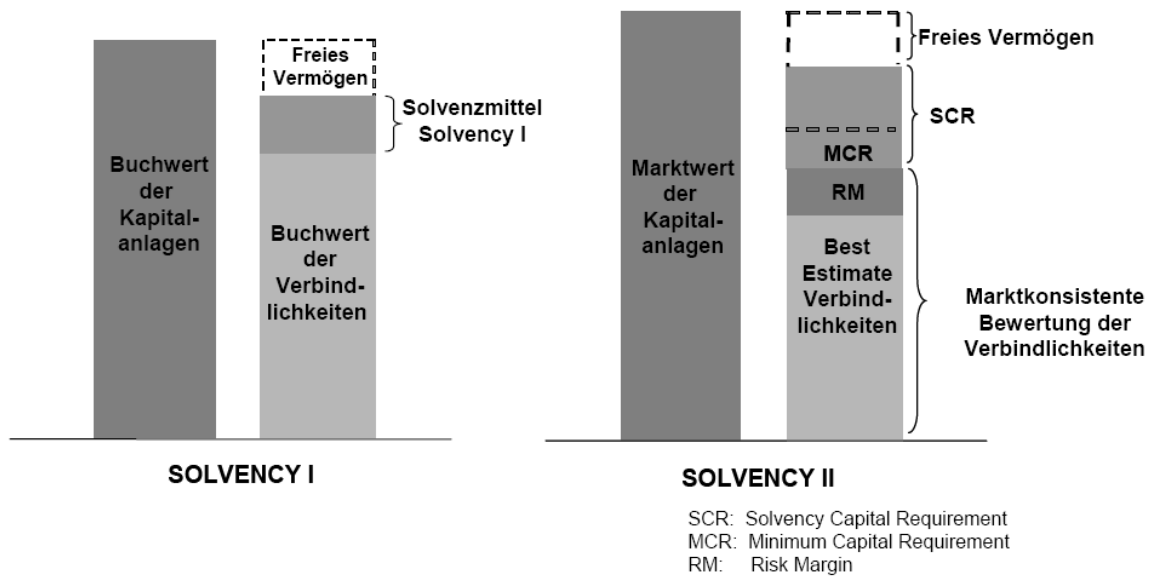 Freies
Vermögen
Solvenzmittel
Solvency I
Buchwert
der
Kapital-
anlagen
Buchwert
der
Verbind-
lichkeiten
SOLVENCY I
Freies Vermögen
SCR
MCR
RM
Marktwert
der
Kapital-
anlagen
Best
Estimate
Verbind-
lichkeiten
Marktkonsistente
Bewertung der
Verbindlichkeiten
SOLVENCY II
SCR: Solvency Capital Requirement
MCR: Minimum Capital Requirement
RM: Risk Margin